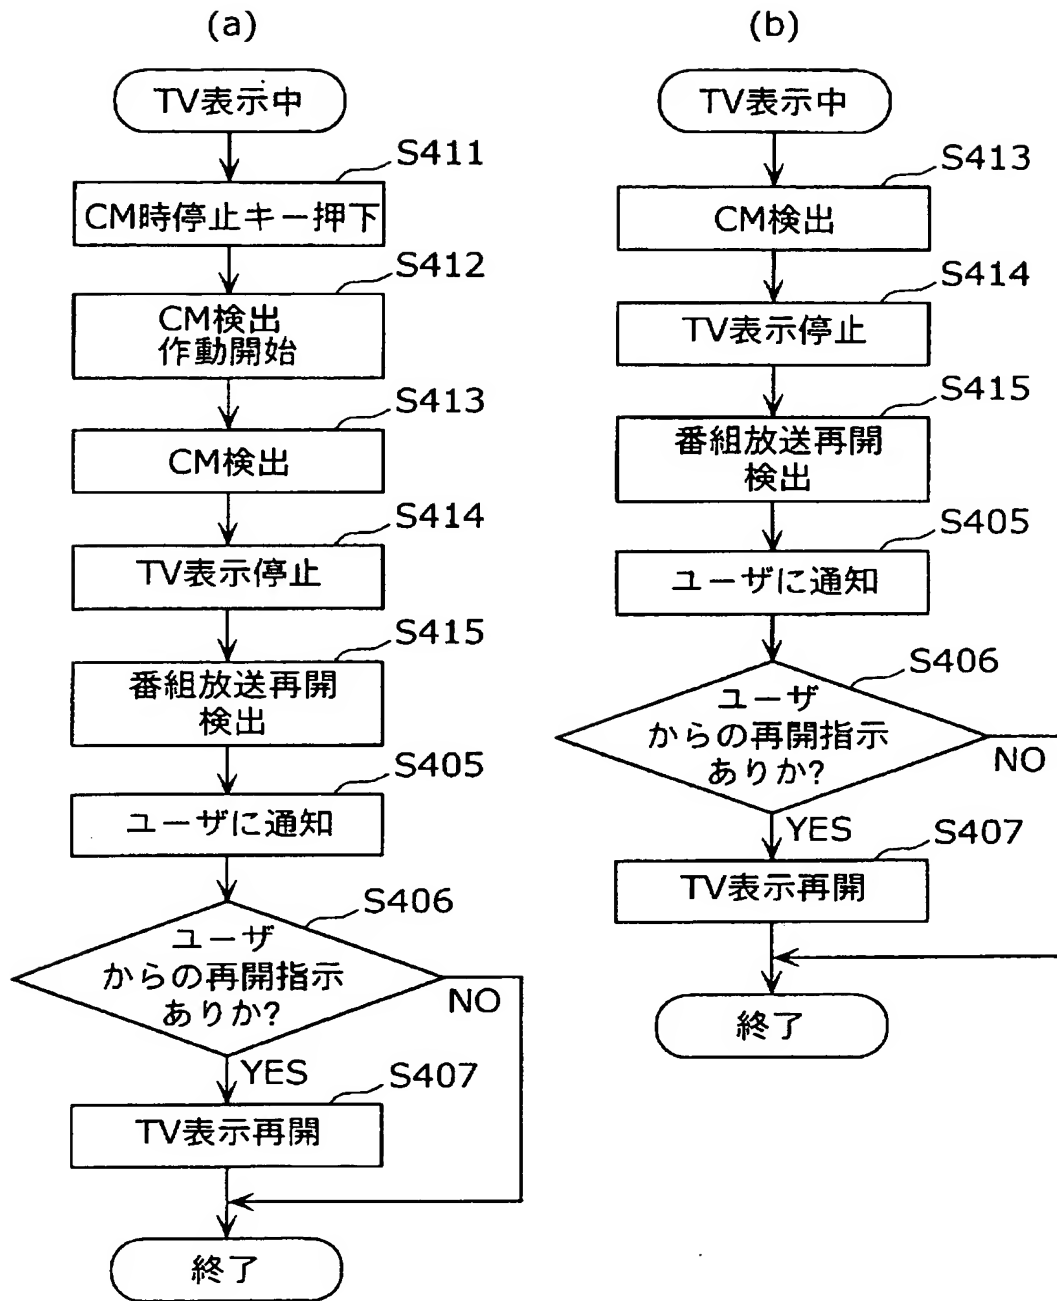 (a)
TV表示中
S411
CM時停止キー押下
S412
CM検出
作動開始
S413
CM検出
S414
TV表示停止
S415
番組放送再開
検出
S405
ユーザに通知
S406
ユーザ
からの再開指示
ありか?
NO
YES
S407
TV表示再開
終了
(b)
TV表示中
S413
CM検出
S414
TV表示停止
S415
番組放送再開
検出
S405
ユーザに通知
S406
ユーザ
からの再開指示
ありか?
NO
YES
S407
TV表示再開
終了